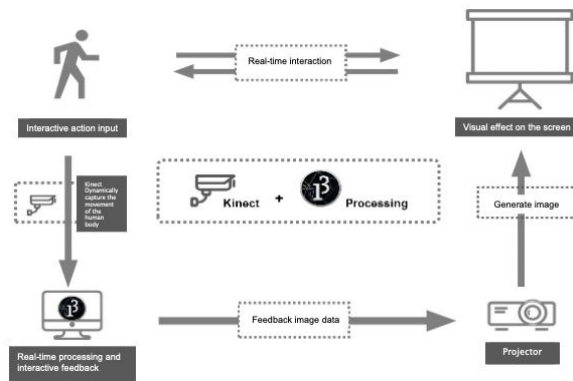 Real-time interaction
Interactive action input
Visual effect on the screen
Kinect
Dynamically
capture the
movement
of the
human
body
Kinect + Processing
Generate image
Feedback image data
Real-time processing and
interactive feedback
Projector